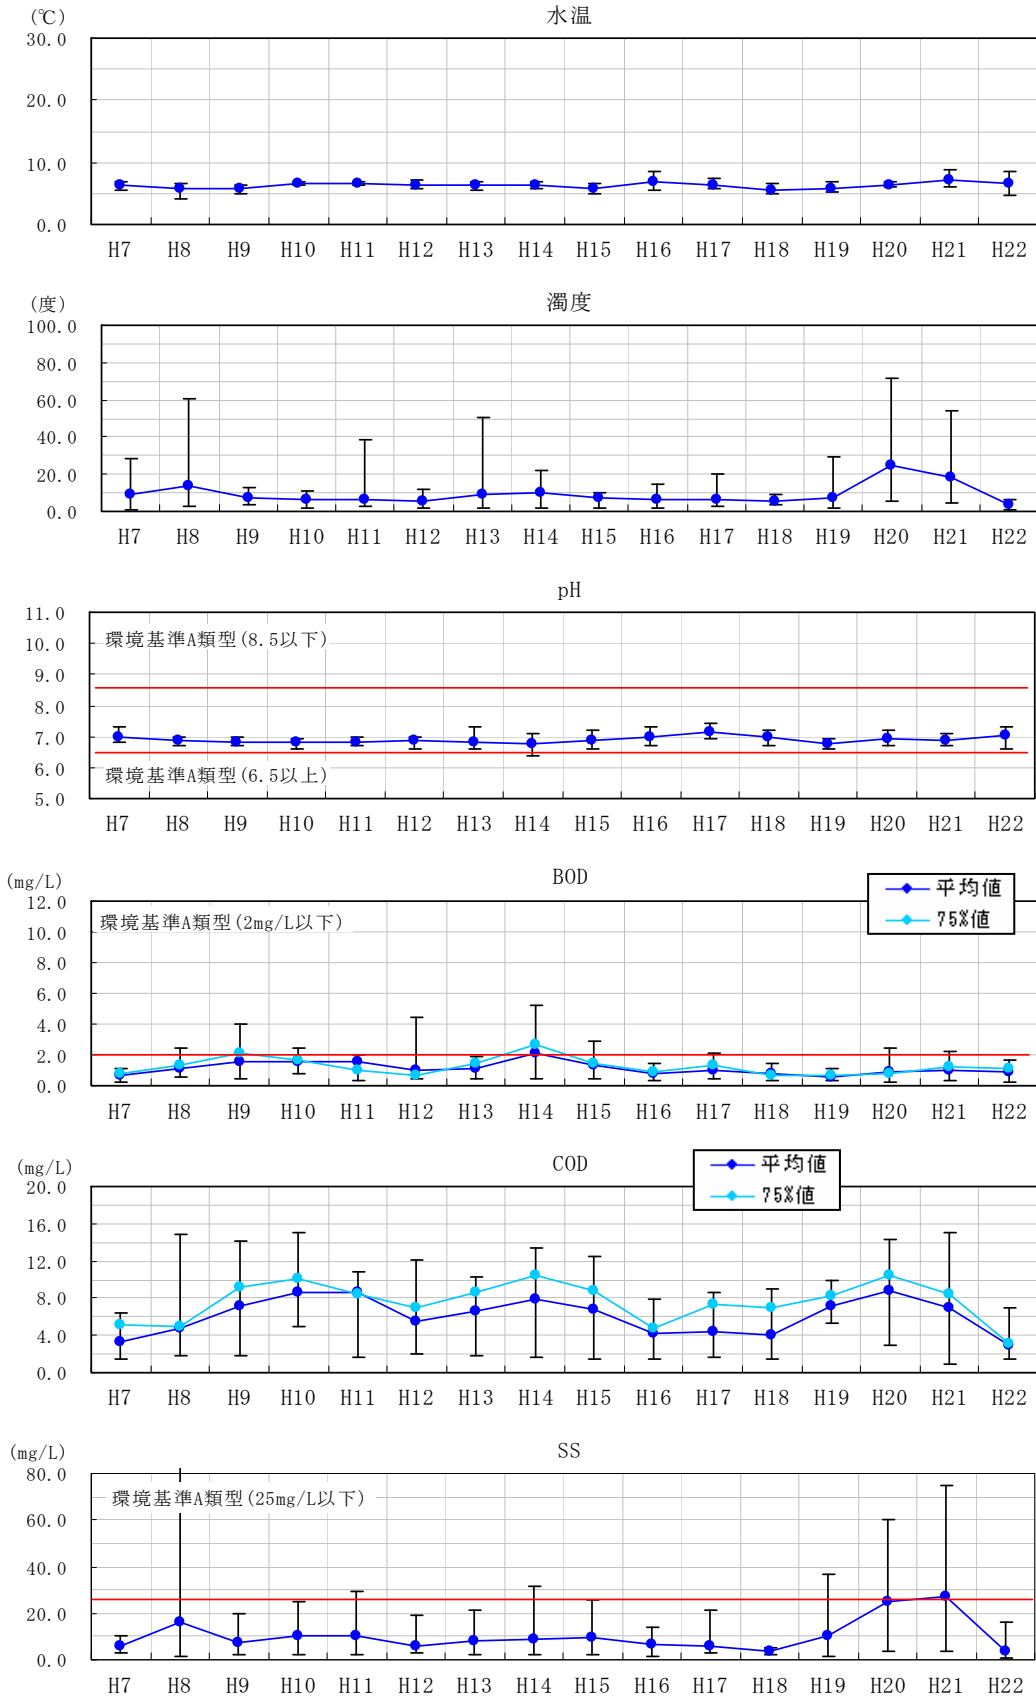 水温
(℃)
30.0
20.0
10.0
0.0
H7 H8 H9 H10 H11 H12 H13 H14 H15 H16 H17 H18 H19 H20 H21 H22
濁度
(度)
100.0
80.0
60.0
40.0
20.0
0.0
H7 H8 H9 H10 H11 H12 H13 H14 H15 H16 H17 H18 H19 H20 H21 H22
pH
11.0
環境基準A類型(8.5以下)
10.0
9.0
8.0
7.0
6.0
環境基準A類型(6.5以上)
5.0
H7 H8 H9 H10 H11 H12 H13 H14 H15 H16 H17 H18 H19 H20 H21 H22
BOD
(mg/L)
平均値
75%値
12.0
環境基準A類型(2mg/L以下)
10.0
8.0
6.0
4.0
2.0
0.0
H7 H8 H9 H10 H11 H12 H13 H14 H15 H16 H17 H18 H19 H20 H21 H22
COD
(mg/L)
平均値
75%値
20.0
16.0
12.0
8.0
4.0
0.0
H7 H8 H9 H10 H11 H12 H13 H14 H15 H16 H17 H18 H19 H20 H21 H22
SS
(mg/L)
80.0
環境基準A類型(25mg/L以下)
60.0
40.0
20.0
0.0
H7 H8 H9 H10 H11 H12 H13 H14 H15 H16 H17 H18 H19 H20 H21 H22